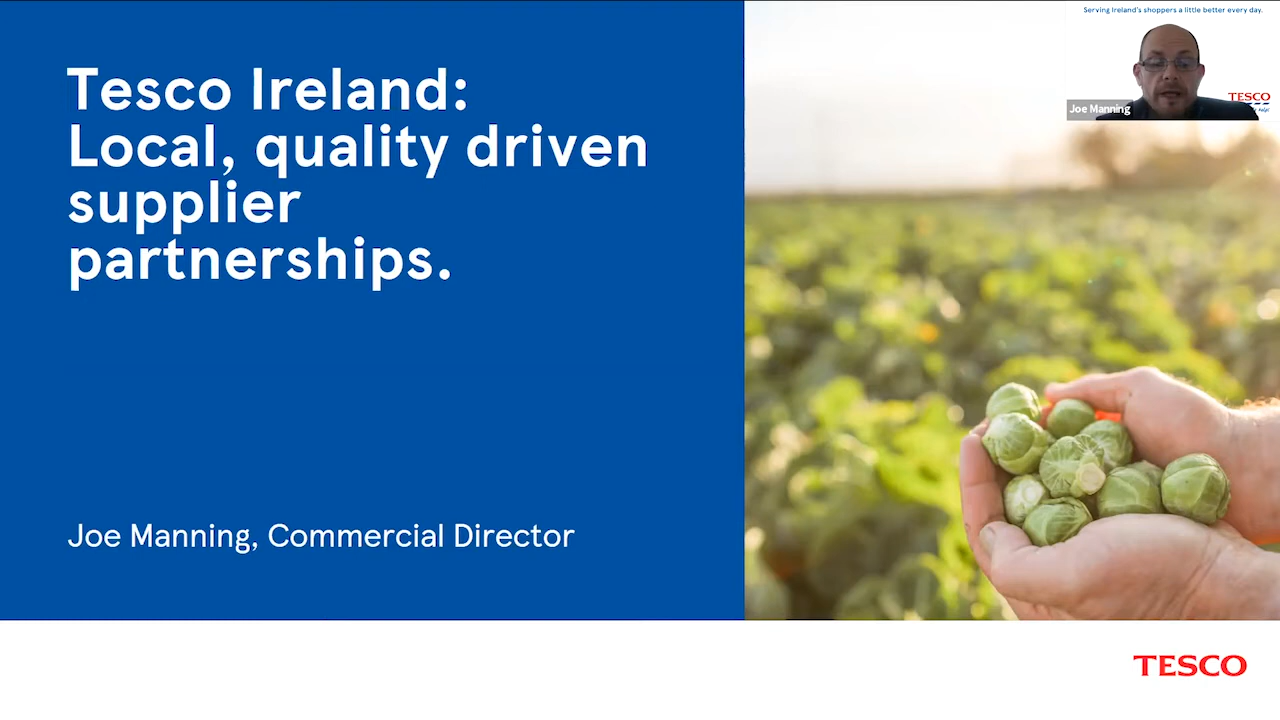 Serving Ireland's shoppers a little better every day.
Tesco Ireland:
Local, quality driven
supplier
partnerships.
TESCO
Joe Manning
Joe Manning, Commercial Director
TESCO